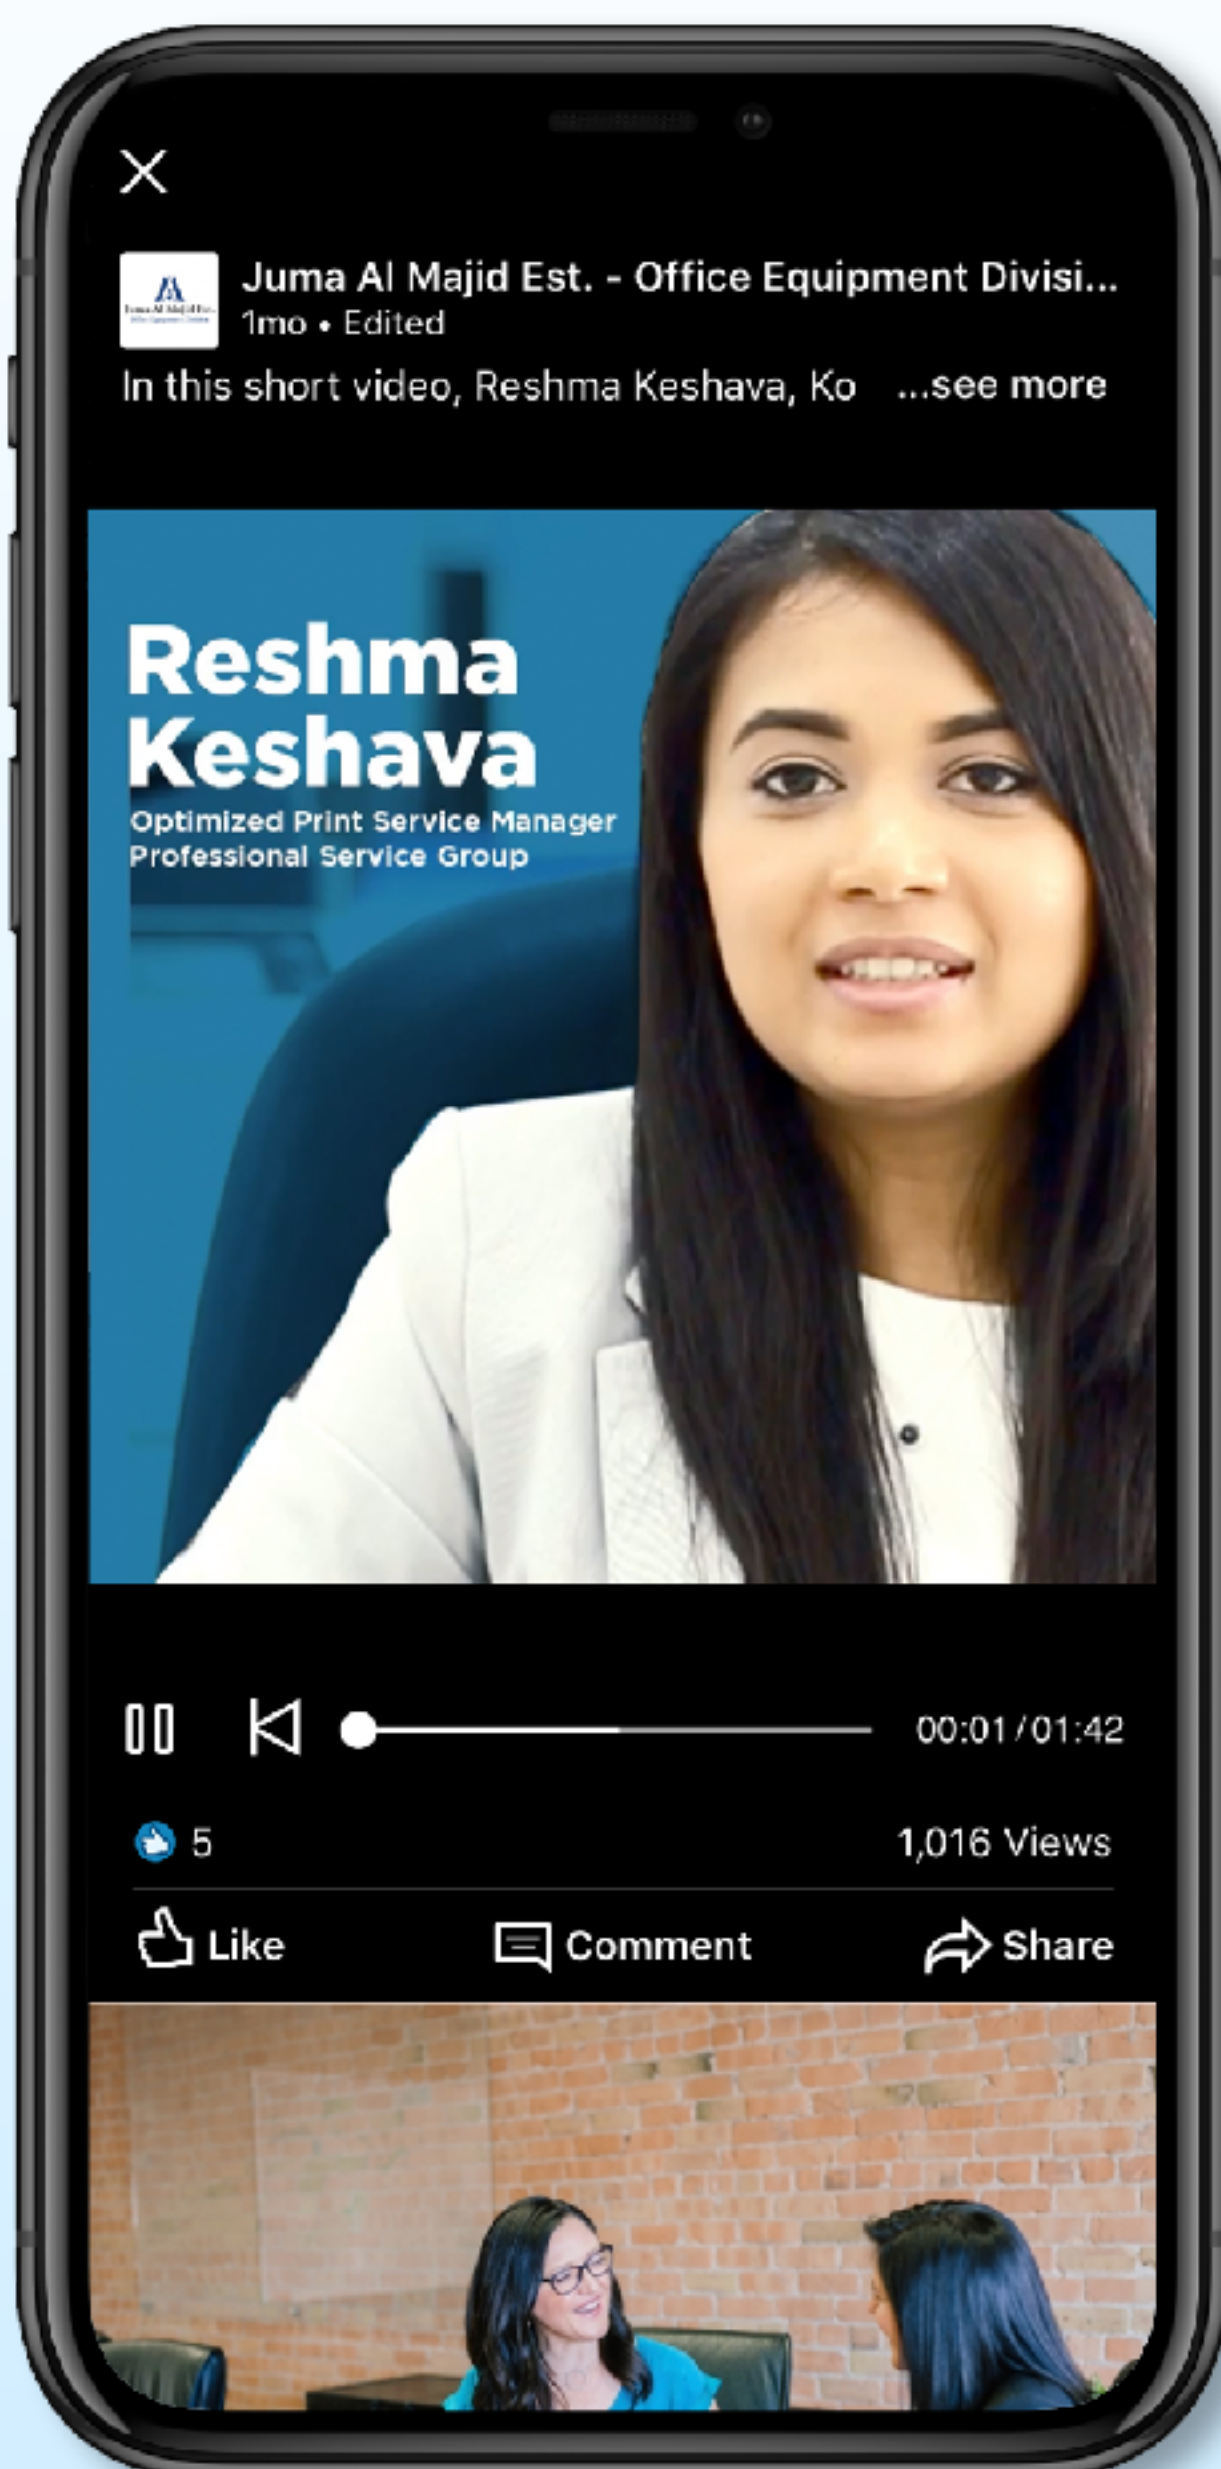 Juma Al Majid Est. - Office Equipment Divisi...
1mo • Edited
In this short video, Reshma Keshava, Ko ...see more
Reshma
Keshava
Optimized Print Service Manager
Professional Service Group
00:01/01:42
5
1,016 Views
Like
Comment
Share